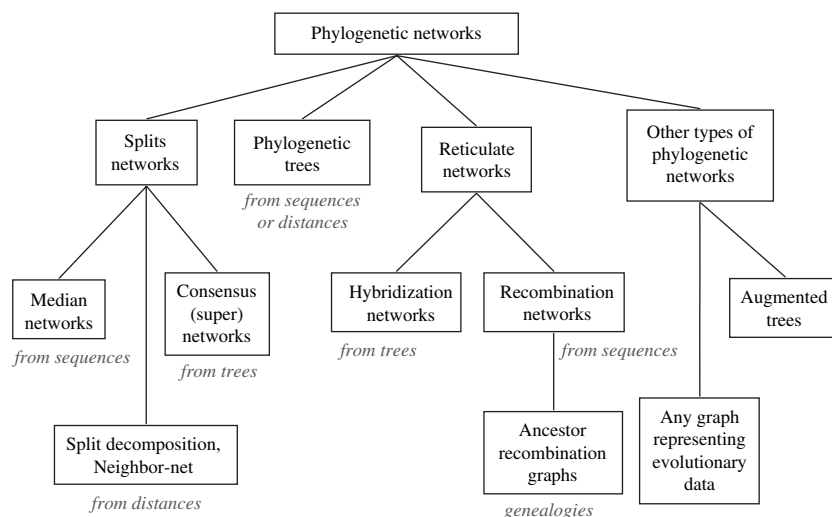 Phylogenetic networks
Splits
networks
Phylogenetic
trees
from sequences
or distances
Reticulate
networks
Other types of
phylogenetic
networks
Median
networks
from sequences
Consensus
(super)
networks
from trees
Hybridization
networks
from trees
Recombination
networks
from sequences
Augmented
trees
Split decomposition,
Neighbor-net
from distances
Ancestor
recombination
graphs
genealogies
Any graph
representing
evolutionary
data